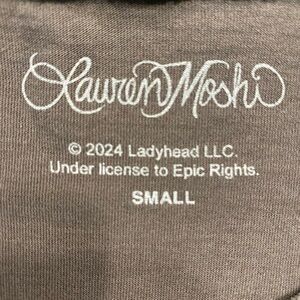 Lauren Moshi
© 2024 Ladyhead LLC.
Under license to Epic Rights.
SMALL